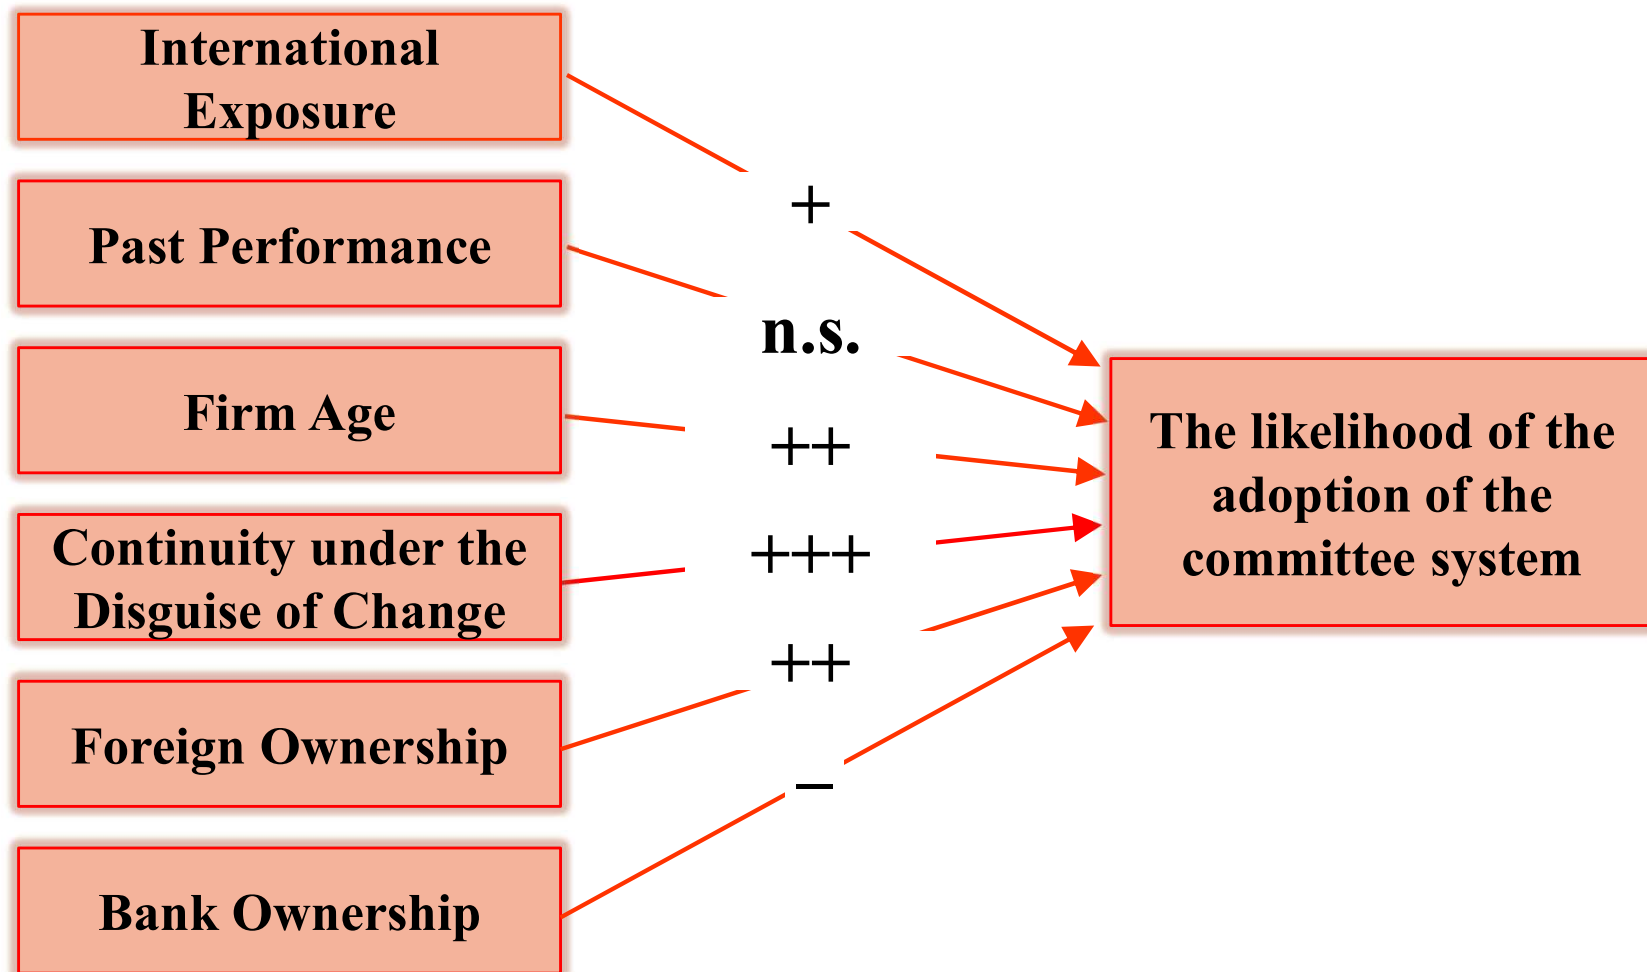 International
Exposure
Past Performance
Firm Age
Continuity under the
Disguise of Change
Foreign Ownership
Bank Ownership
+
n.s.
++
+++
++
–
The likelihood of the
adoption of the
committee system